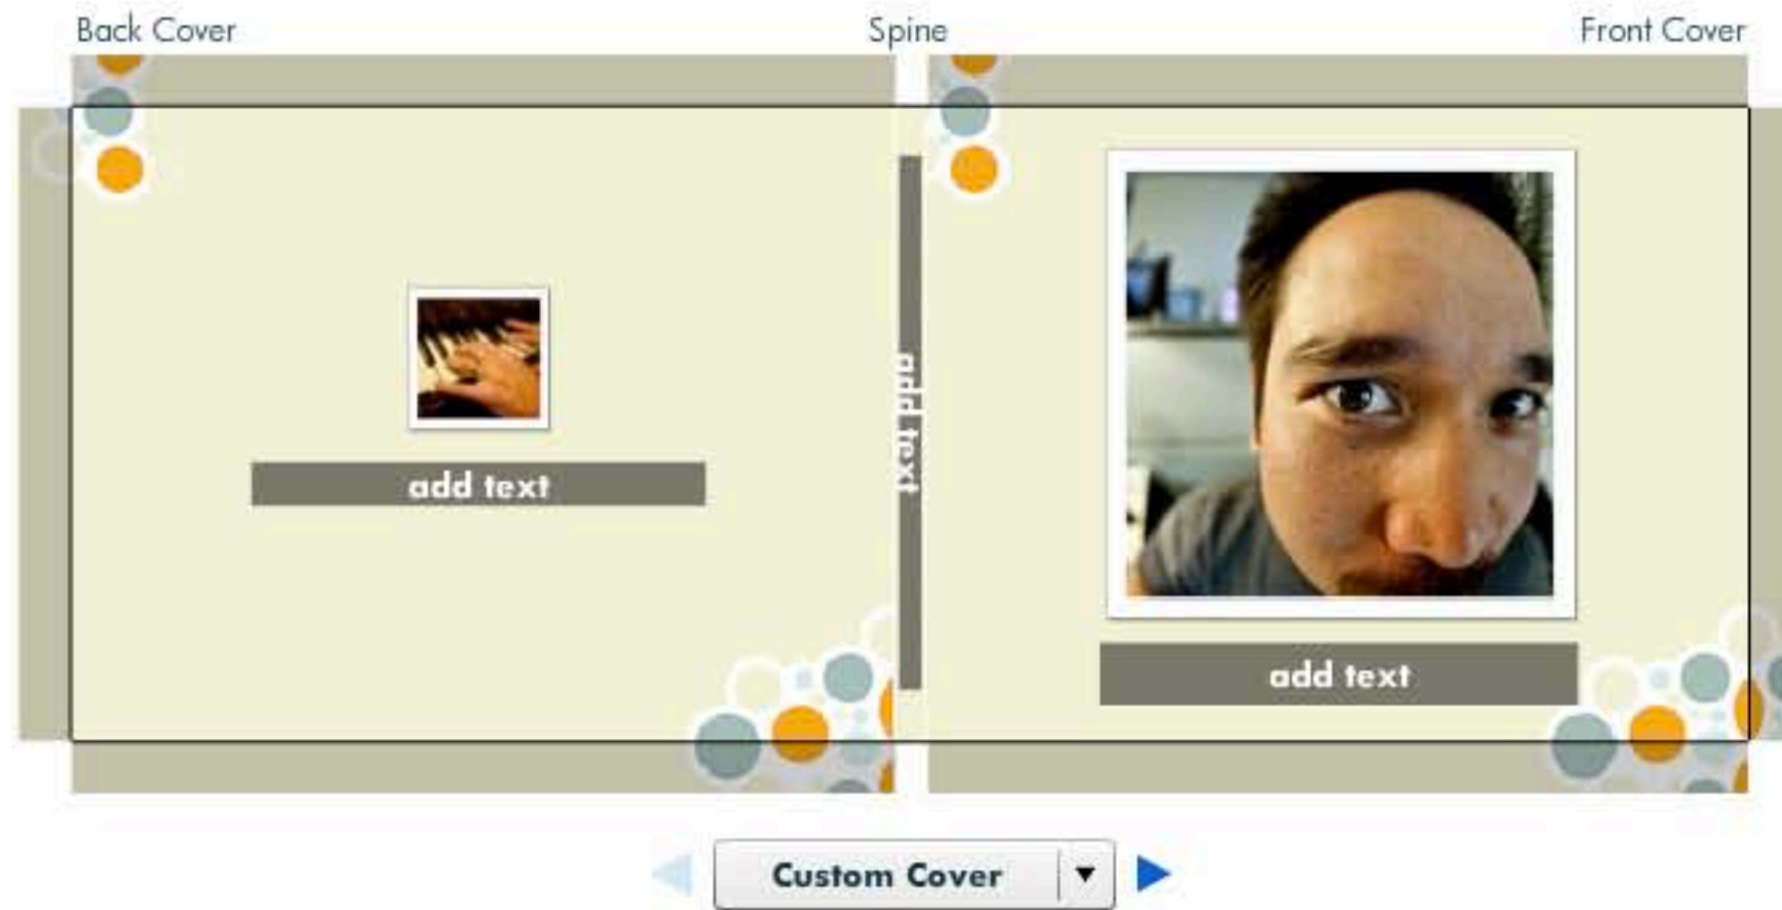 Back Cover
Spine
Front Cover
add text
add text
add text
Custom Cover